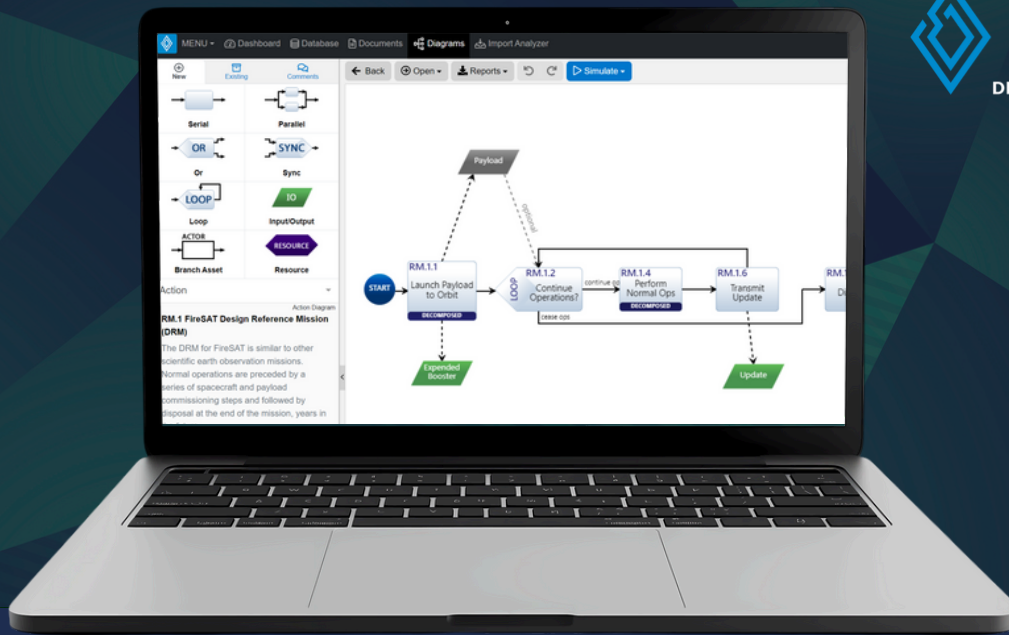 MENU Dashboard Database Documents Diagrams Import Analyzer
New Existing Comments
Back Open Reports Simulate
Serial Parallel
OR SYNC
Or Sync
LOOP IO
Loop Input/Output
ACTOR RESOURCE
Branch Asset Resource
Action
Action Diagram
RM.1 FireSAT Design Reference Mission
(DRM)
The DRM for FireSAT is similar to other
scientific earth observation missions.
Normal operations are preceded by a
series of spacecraft and payload
commissioning steps and followed by
disposal at the end of the mission, years in
Payload
optional
START
RM.1.1
Launch Payload
to Orbit
DECOMPOSED
LOOP
RM.1.2
Continue
Operations?
continue op
cease ops
RM.1.4
Perform
Normal Ops
DECOMPOSED
RM.1.6
Transmit
Update
RM.1
Di
Expended
Booster
Update